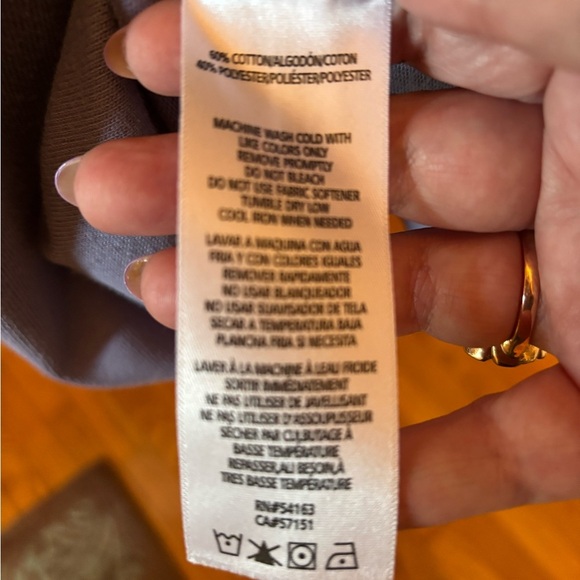 60% COTTON/ALGODÓN/COTON
40% POLYESTER/POLIÉSTER/POLYESTER
MACHINE WASH COLD WITH
LIKE COLORS ONLY
REMOVE PROMPTLY
DO NOT BLEACH
DO NOT USE FABRIC SOFTENER
TUMBLE DRY LOW
COOL IRON WHEN NEEDED
LAVAR A MAQUINA CON AGUA
FRIA Y CON COLORES IGUALES
REMOVER RAPIDAMENTE
NO USAR BLANQUEADOR
NO USAR SUAVISADOR DE TELA
SECAR A TEMPERATURA BAJA
PLANCHA FRIA SI NECESITA
LAVER À LA MACHINE À LEAU FROIDE
SORTIR IMMÉDIATEMENT
NE PAS UTILISER DE JAVELLISANT
NE PAS UTILISER D'ASSOUPLISSEUR
SÉCHER PAR CULBUTAGE À
BASSE TEMPÉRATURE
REPASSER,AU BESOIN,À
TRES BASSE TEMPÉRATURE
RN#54163
CA#57151